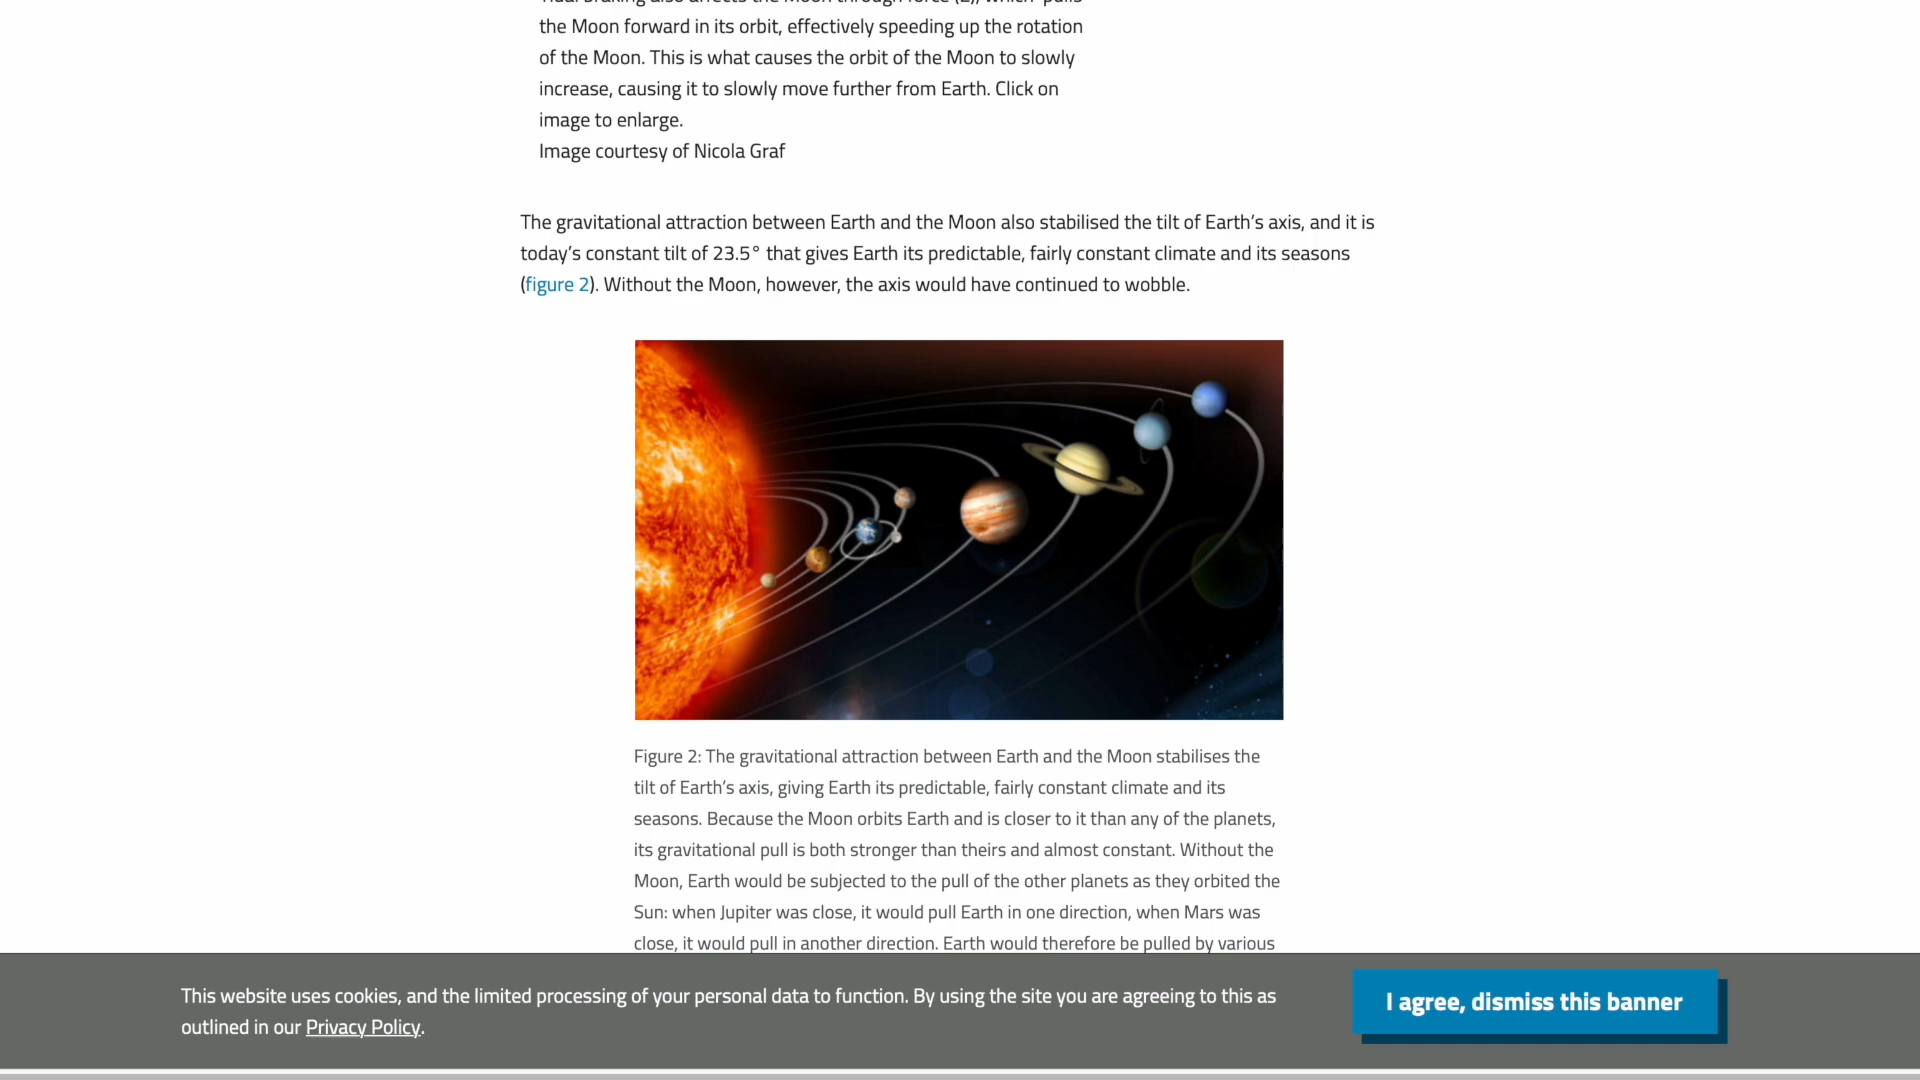 Tidal braking also affects the Moon through force (2), which 'pulls'
the Moon forward in its orbit, effectively speeding up the rotation
of the Moon. This is what causes the orbit of the Moon to slowly
increase, causing it to slowly move further from Earth. Click on
image to enlarge.
Image courtesy of Nicola Graf
The gravitational attraction between Earth and the Moon also stabilised the tilt of Earth’s axis, and it is
today’s constant tilt of 23.5° that gives Earth its predictable, fairly constant climate and its seasons
(figure 2). Without the Moon, however, the axis would have continued to wobble.
Figure 2: The gravitational attraction between Earth and the Moon stabilises the
tilt of Earth’s axis, giving Earth its predictable, fairly constant climate and its
seasons. Because the Moon orbits Earth and is closer to it than any of the planets,
its gravitational pull is both stronger than theirs and almost constant. Without the
Moon, Earth would be subjected to the pull of the other planets as they orbited the
Sun: when Jupiter was close, it would pull Earth in one direction, when Mars was
close, it would pull in another direction. Earth would therefore be pulled by various
This website uses cookies, and the limited processing of your personal data to function. By using the site you are agreeing to this as
outlined in our Privacy Policy.
I agree, dismiss this banner